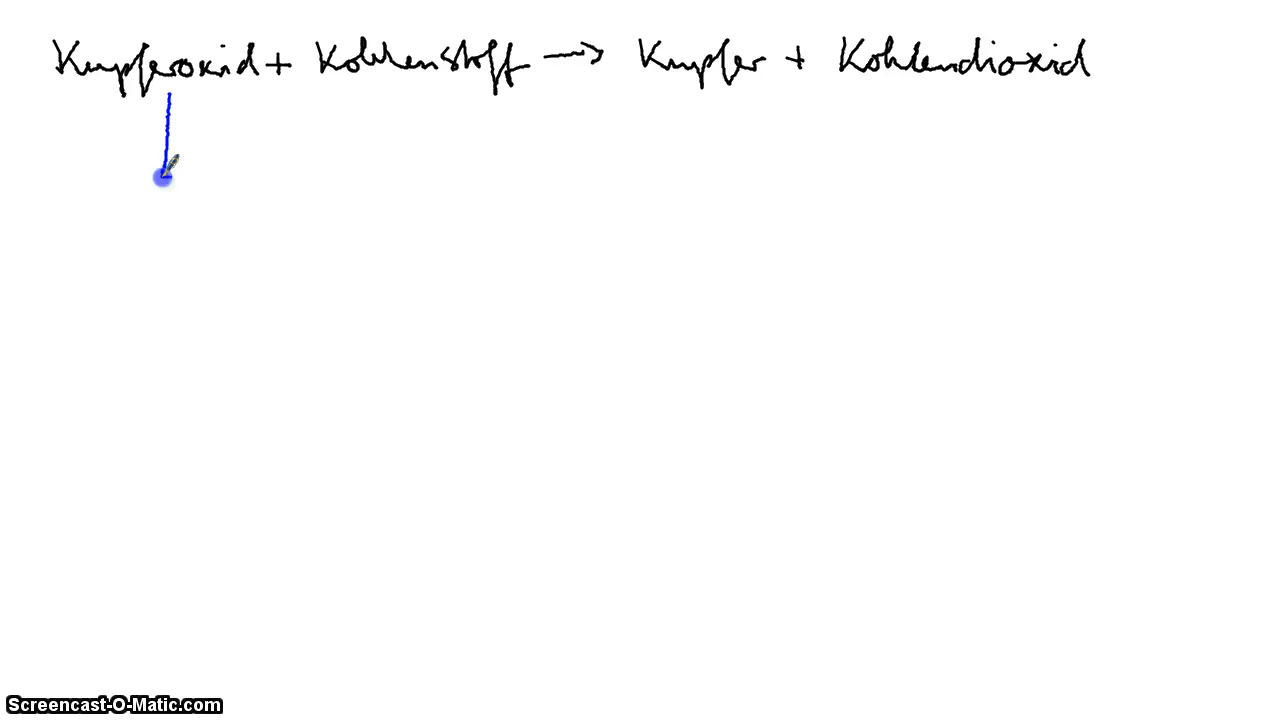 Kupferoxid + Kohlenstoff → Kupfer + Kohlendioxid
Screencast-O-Matic.com